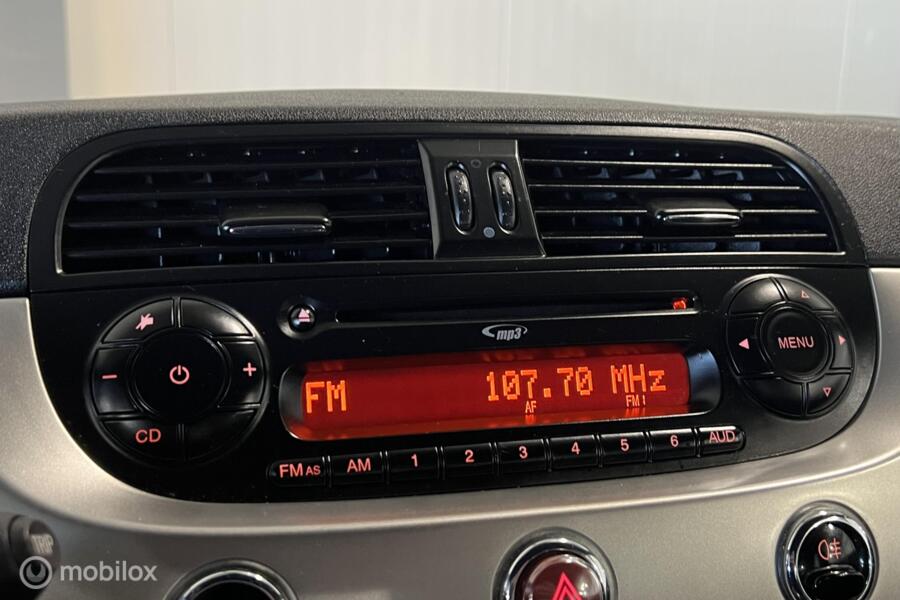 mp3
FM 107.70 MHz
AF FM1
MENU
CD
FM AS AM 1 2 3 4 5 6 AUD
TRIP
mobilox